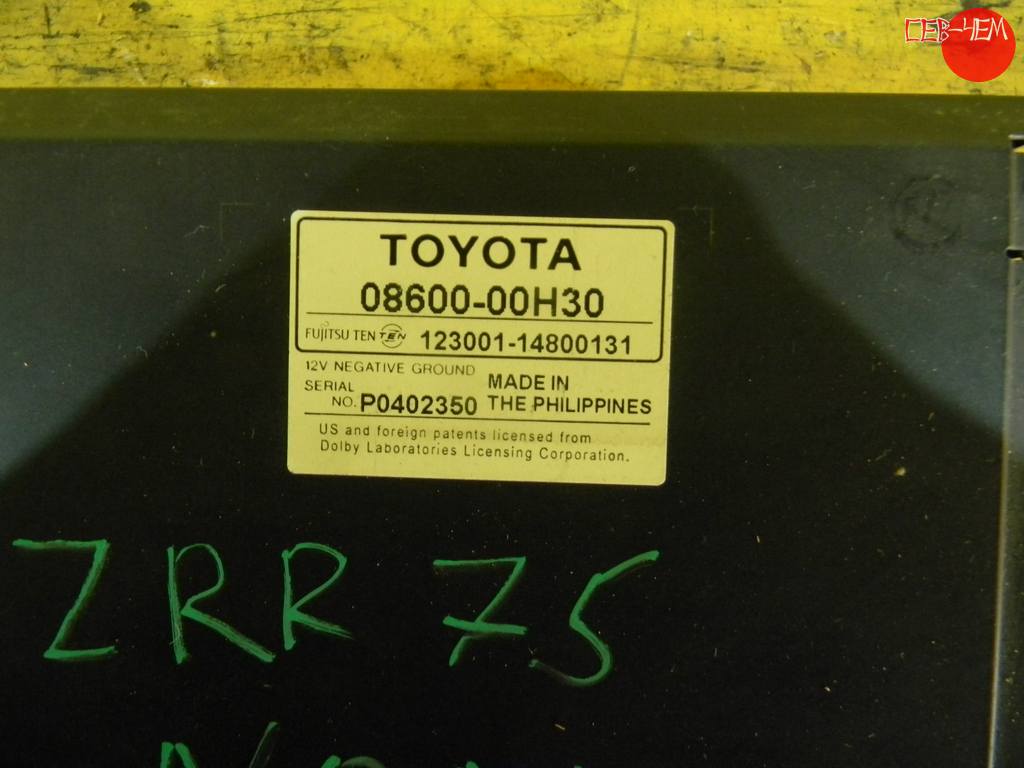 СЕВ-ЧЕМ
TOYOTA
08600-00H30
FUJITSU TEN TEN 123001-14800131
12V NEGATIVE GROUND
SERIAL NO. P0402350
MADE IN THE PHILIPPINES
US and foreign patents licensed from
Dolby Laboratories Licensing Corporation.
ZRR 75